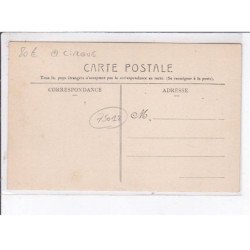 80€ @ CIRQUE
CARTE POSTALE
Tous les pays étrangers n'acceptent pas la correspondance au recto. (Se renseigner à la poste).
CORRESPONDANCE
ADRESSE
M